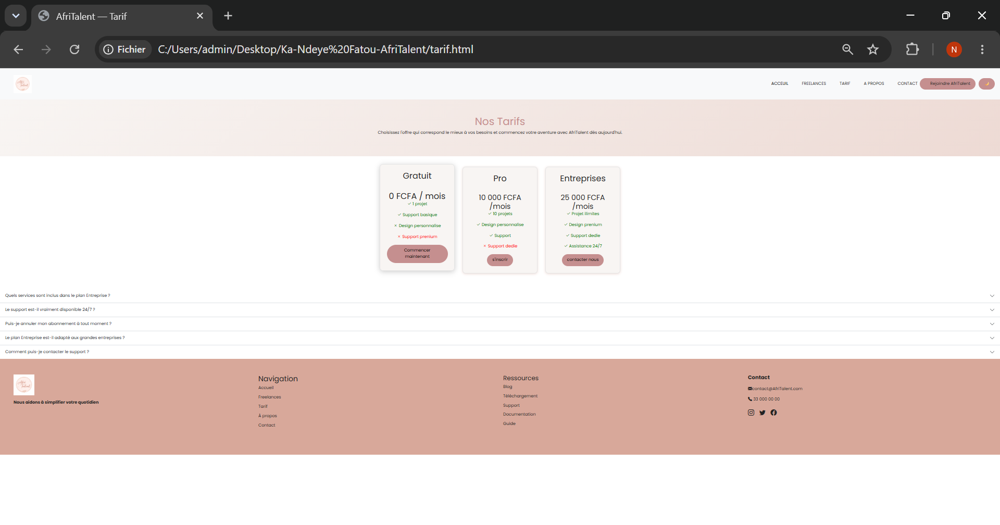 AfriTalent — Tarif
Fichier
C:/Users/admin/Desktop/Ka-Ndeye%20Fatou-AfriTalent/tarif.html
N
Afri
Talent
ACCEUIL
FREELANCES
TARIF
A PROPOS
CONTACT
Rejoindre AfriTalent
Nos Tarifs
Choisissez l'offre qui correspond le mieux à vos besoins et commencez votre aventure avec AfriTalent dès aujourd'hui.
Gratuit
0 FCFA / mois
✓ 1 projet
✓ Support basique
× Design personnalise
× Support prenium
Commencer
maintenant
Pro
10 000 FCFA
/mois
✓ 10 projets
✓ Design personnalise
✓ Support
× Support dedie
s'inscrir
Entreprises
25 000 FCFA
/mois
✓ Projet ilimites
✓ Design prenium
✓ Support dedie
✓ Assistance 24/7
contacter nous
Quels services sont inclus dans le plan Entreprise ?
Le support est-il vraiment disponible 24/7 ?
Puis-je annuler mon abonnement à tout moment ?
Le plan Entreprise est-il adapté aux grandes entreprises ?
Comment puis-je contacter le support ?
Afri
Talent
Nous aidons à simplifier votre quotidien
Navigation
Accueil
Freelances
Tarif
À propos
Contact
Ressources
Blog
Téléchargement
Support
Documentation
Guide
Contact
contact@AfriTalent.com
33 000 00 00